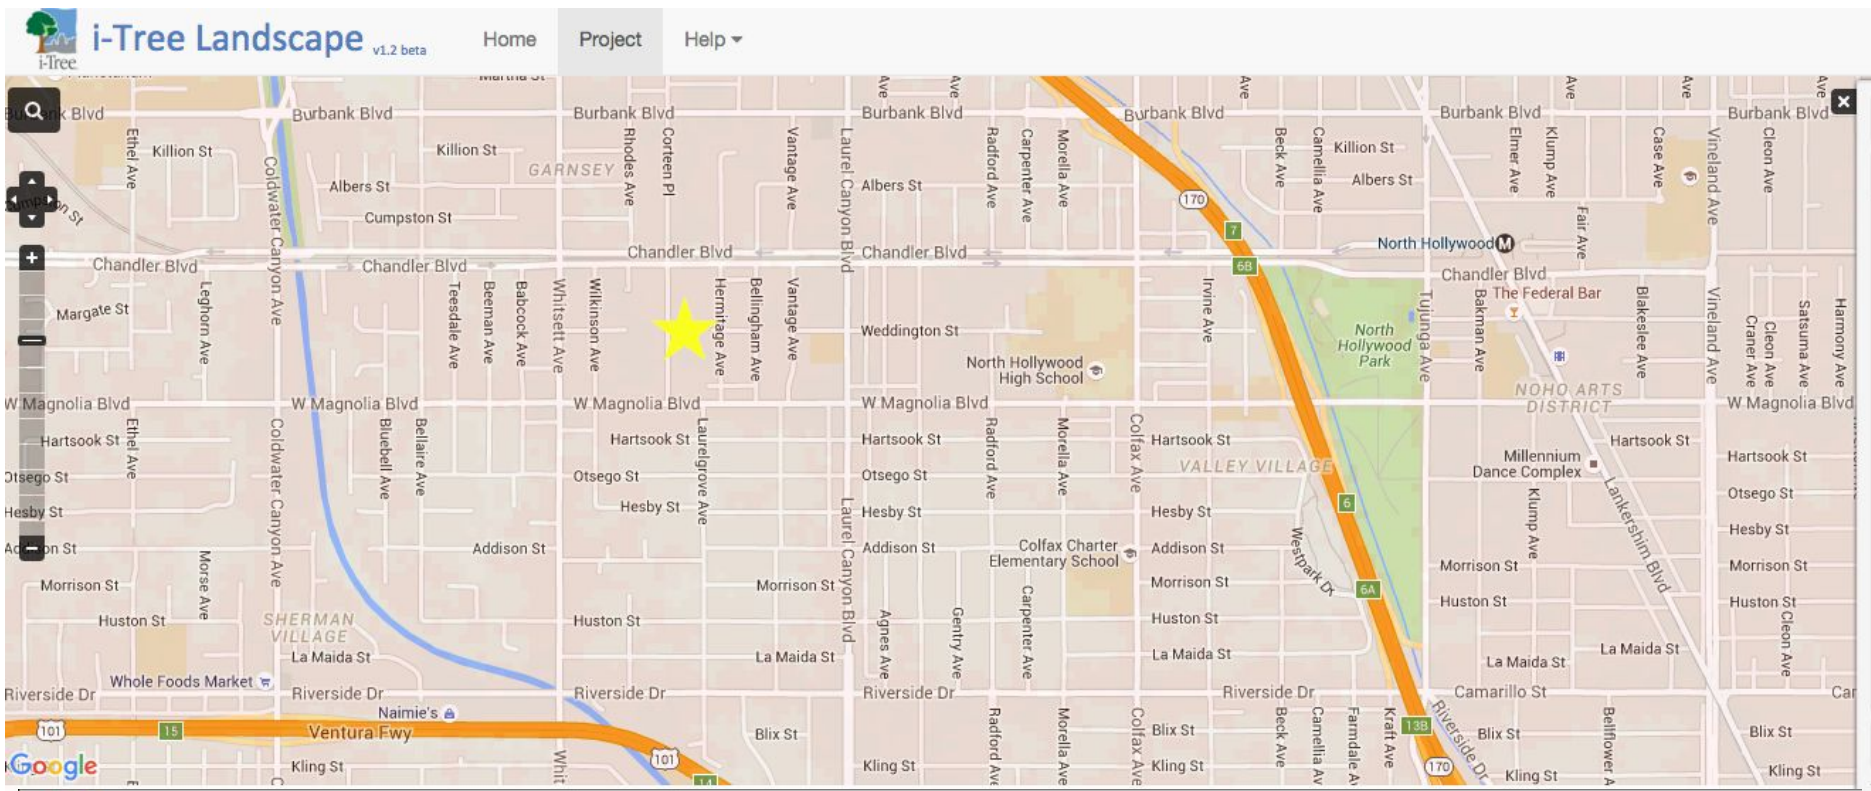 i-Tree
i-Tree Landscape v1.2 beta
Home
Project
Help
Ave
Ave
Ave
Ave
Ave
Ave
Burbank Blvd
Burbank Blvd
Burbank Blvd
Burbank Blvd
Burbank Blvd
Burbank Blvd
Ethel Ave
Killion St
Coldwater Canyon Ave
Killion St
Albers St
Cumpston St
GARNSEY
Rhodes Ave
Corteen Pl
Vantage Ave
Laurel Canyon Blvd
Albers St
Radford Ave
Carpenter Ave
Morella Ave
170
7
6B
Beck Ave
Camellia Ave
Killion St
Albers St
Elmer Ave
Klump Ave
Case Ave
Vineland Ave
Cleon Ave
Fair Ave
North Hollywood
M
Chandler Blvd
Chandler Blvd
Chandler Blvd
Chandler Blvd
Chandler Blvd
Margate St
Leghorn Ave
Teesdale Ave
Beeman Ave
Babcock Ave
Whitsett Ave
Wilkinson Ave
Hermitage Ave
Bellingham Ave
Vantage Ave
Weddington St
North Hollywood
High School
Irvine Ave
North
Hollywood
Park
Tujunga Ave
Bakman Ave
The Federal Bar
Blakeslee Ave
Vineland Ave
Craner Ave
Cleon Ave
Satsuma Ave
Harmony Ave
NOHO ARTS
DISTRICT
W Magnolia Blvd
W Magnolia Blvd
W Magnolia Blvd
W Magnolia Blvd
W Magnolia Blvd
Hartsook St
Ethel Ave
Coldwater Canyon Ave
Bluebell Ave
Bellaire Ave
Hartsook St
Laurelgrove Ave
Hartsook St
Radford Ave
Morella Ave
Colfax Ave
Hartsook St
VALLEY VILLAGE
Millennium
Dance Complex
Hartsook St
Hartsook St
Otsego St
Otsego St
Otsego St
Otsego St
Hesby St
Hesby St
Laurel Canyon Blvd
Hesby St
Hesby St
6
Klump Ave
Lankershim Blvd
Hesby St
Addison St
Addison St
Colfax Charter
Elementary School
Addison St
Westpark Dr
6A
Morrison St
Morse Ave
Morrison St
Morrison St
Morrison St
Morrison St
Huston St
SHERMAN
VILLAGE
Huston St
Agnes Ave
Gentry Ave
Carpenter Ave
Huston St
Huston St
Huston St
Cleon Ave
La Maida St
La Maida St
La Maida St
La Maida St
La Maida St
Whole Foods Market
Riverside Dr
Riverside Dr
Riverside Dr
Riverside Dr
Riverside Dr
Camarillo St
Car
Naimie's
101
15
Ventura Fwy
101
14
Blix St
Radford Ave
Morella Ave
Colfax Ave
Blix St
Beck Ave
Camellia Av
Farmdale A
Kraft Ave
13B
Riverside Dr
170
Blix St
Bellflower A
Blix St
Google
Kling St
Whit
Kling St
Kling St
Kling St
Kling St